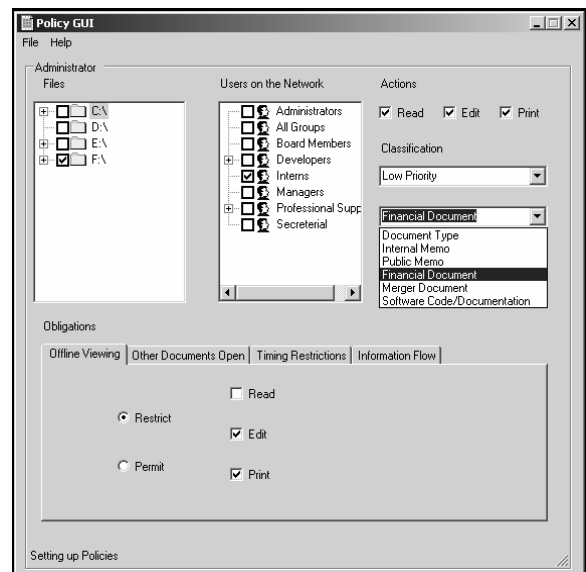 Policy GUI
File Help
Administrator
Files
C:\
D:\
E:\
F:\
Users on the Network
Administrators
All Groups
Board Members
Developers
Interns
Managers
Professional Supp
Secreterial
Actions
Read Edit Print
Classification
Low Priority
Financial Document
Document Type
Internal Memo
Public Memo
Financial Document
Merger Document
Software Code/Documentation
Obligations
Offline Viewing Other Documents Open Timing Restrictions Information Flow
Read
Restrict
Edit
Permit
Print
Setting up Policies